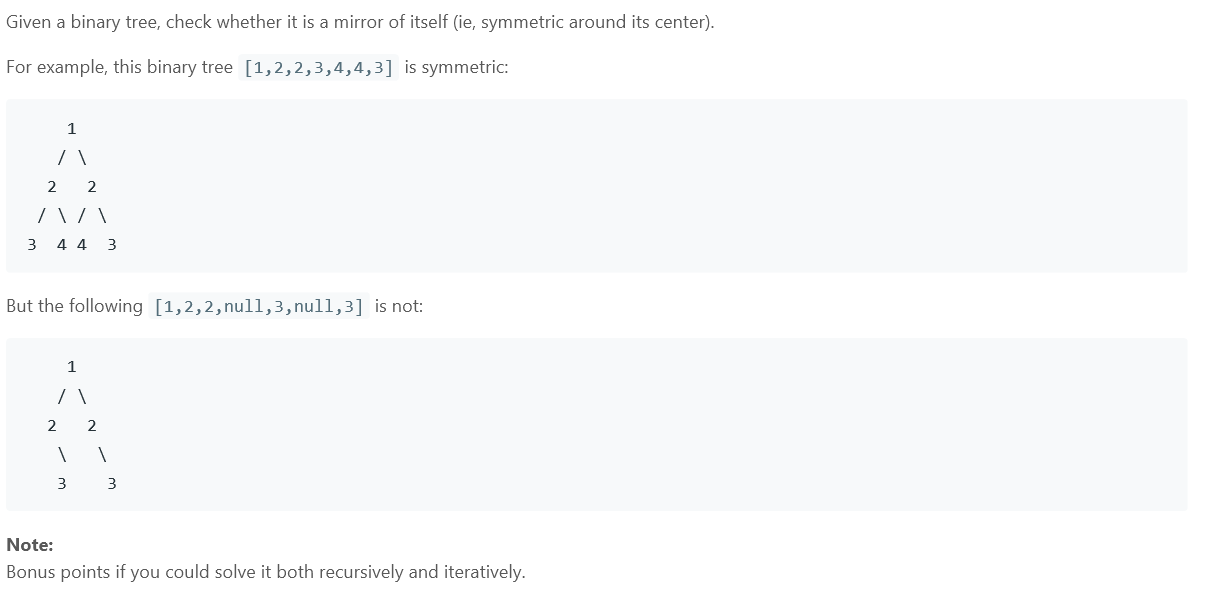 Given a binary tree, check whether it is a mirror of itself (ie, symmetric around its center).
For example, this binary tree [1,2,2,3,4,4,3] is symmetric:
    1
   / \
  2   2
 / \ / \
3  4 4  3
But the following [1,2,2,null,3,null,3] is not:
    1
   / \
  2   2
   \   \
   3    3
Note:
Bonus points if you could solve it both recursively and iteratively.